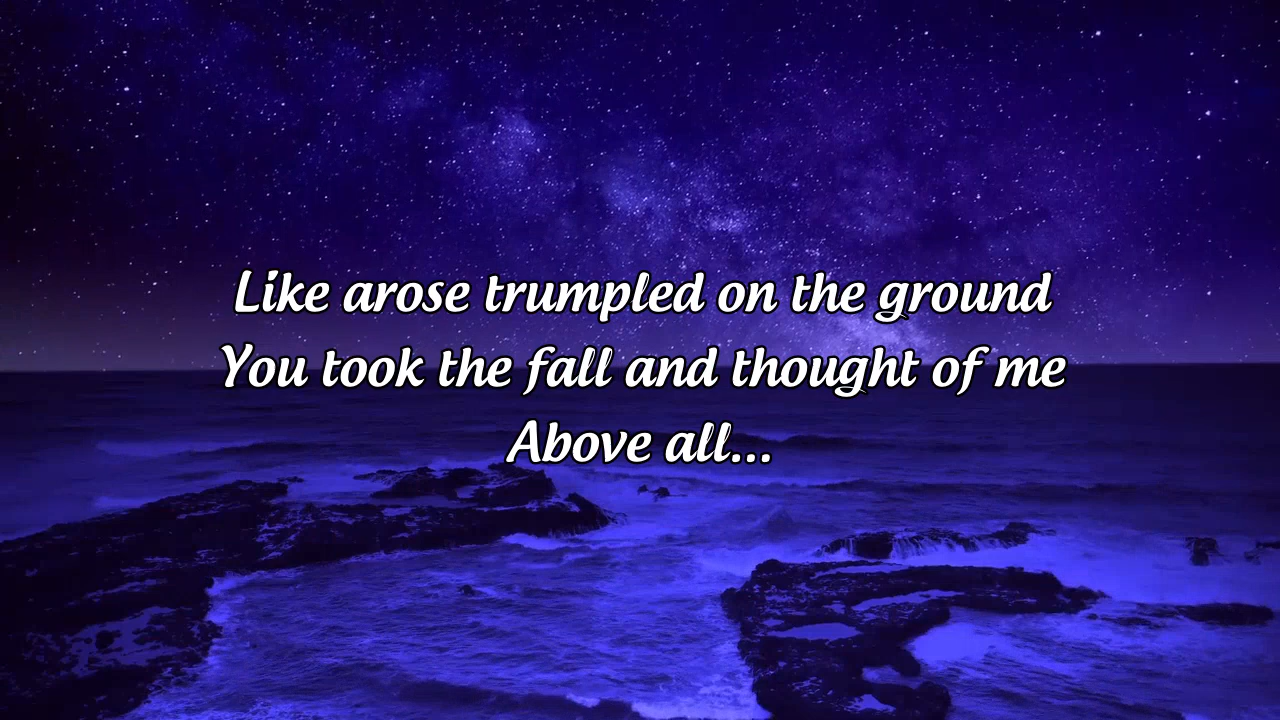 Like arose trumpled on the ground
You took the fall and thought of me
Above all...